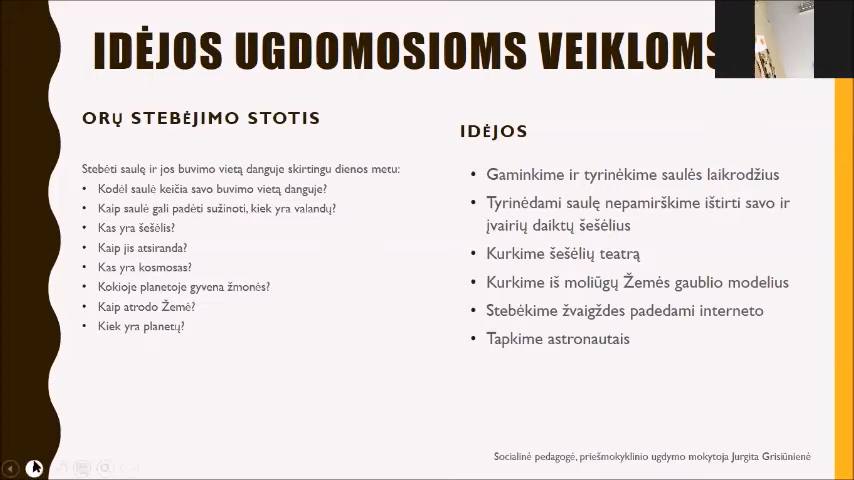 IDĖJOS UGDOMOSIOMS VEIKLOMS
ORŲ STEBĖJIMO STOTIS
Stebėti saulę ir jos buvimo vietą danguje skirtingu dienos metu:
• Kodėl saulė keičia savo buvimo vietą danguje?
• Kaip saulė gali padėti sužinoti, kiek yra valandų?
• Kas yra šešėlis?
• Kaip jis atsiranda?
• Kas yra kosmosas?
• Kokioje planetoje gyvena žmonės?
• Kaip atrodo Žemė?
• Kiek yra planetų?
IDĖJOS
• Gaminkime ir tyrinėkime saulės laikrodžius
• Tyrinėdami saulę nepamirškime ištirti savo ir
įvairių daiktų šešėlius
• Kurkime šešėlių teatrą
• Kurkime iš moliūgų Žemės gaublio modelius
• Stebėkime žvaigždes padedami interneto
• Tapkime astronautais
Socialinė pedagogė, priešmokyklinio ugdymo mokytoja Jurgita Grisiūnienė